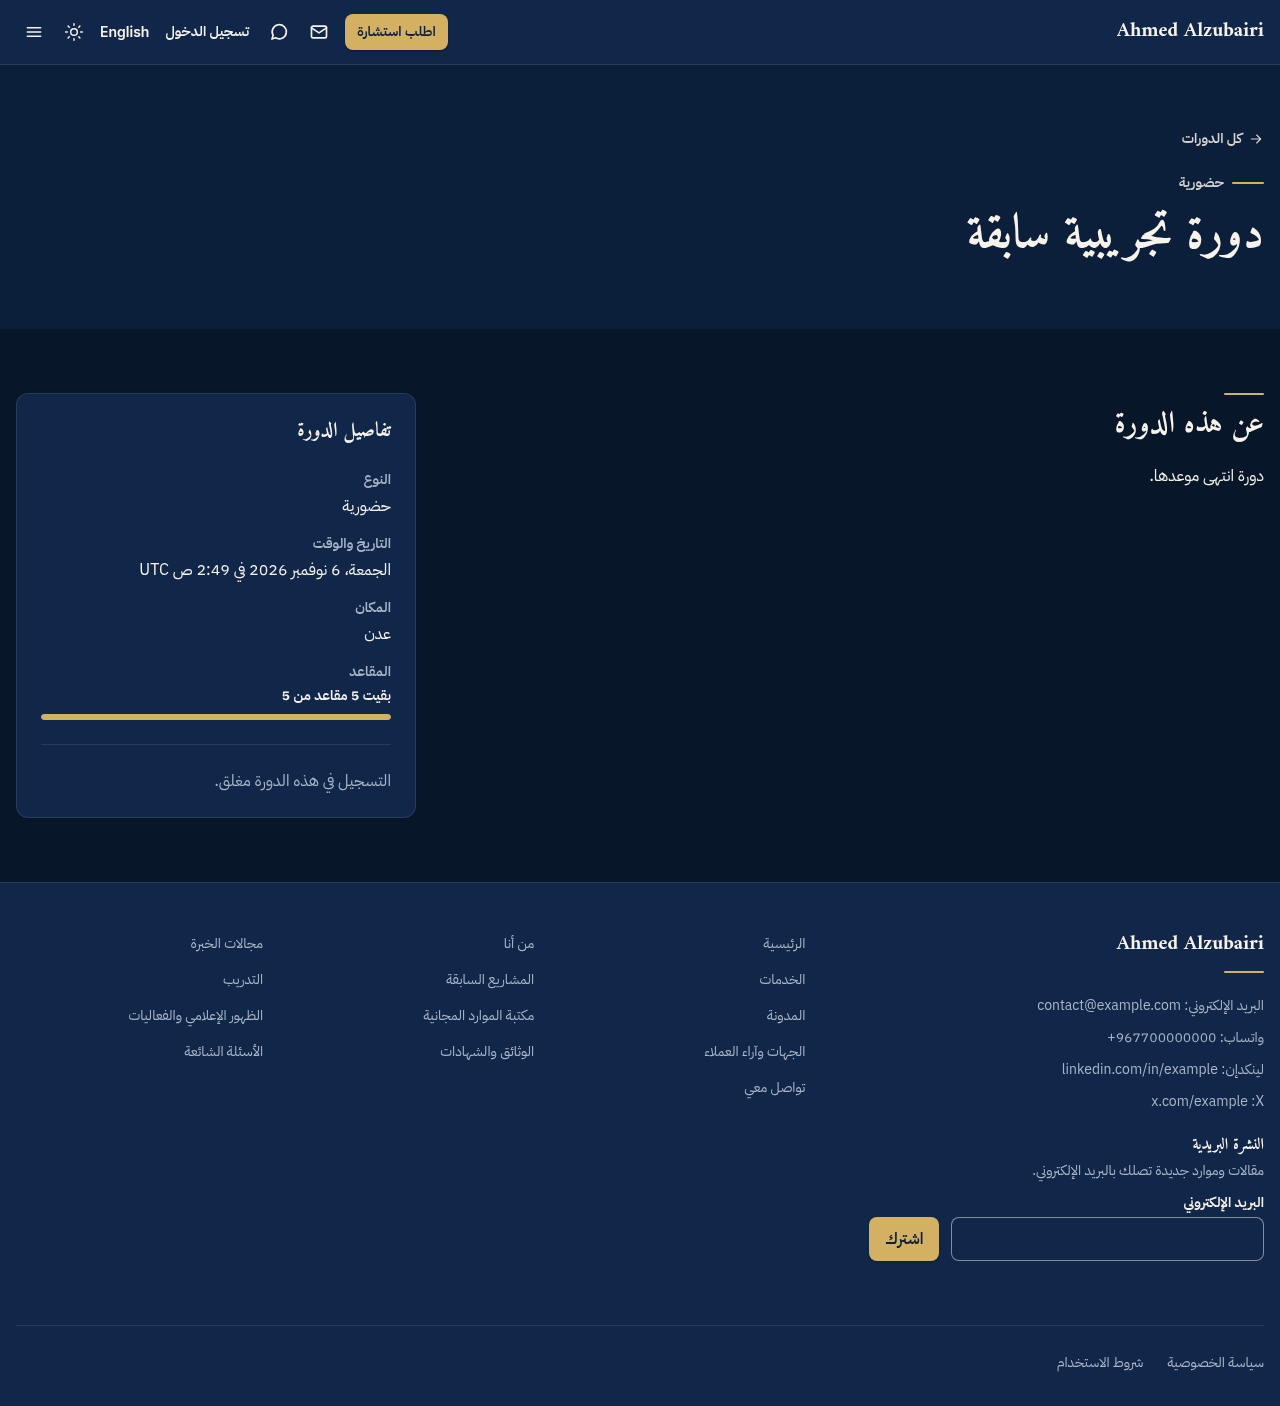 Ahmed Alzubairi
اطلب استشارة
تسجيل الدخول
English
كل الدورات
حضورية
دورة تجريبية سابقة
عن هذه الدورة
دورة انتهى موعدها.
تفاصيل الدورة
النوع
حضورية
التاريخ والوقت
الجمعة، 6 نوفمبر 2026 في 2:49 ص UTC
المكان
عدن
المقاعد
بقيت 5 مقاعد من 5
التسجيل في هذه الدورة مغلق.
Ahmed Alzubairi
البريد الإلكتروني: contact@example.com
واتساب: 967700000000+
لينكدإن: linkedin.com/in/example
X: x.com/example
النشرة البريدية
مقالات وموارد جديدة تصلك بالبريد الإلكتروني.
البريد الإلكتروني
اشترك
الرئيسية
من أنا
مجالات الخبرة
الخدمات
المشاريع السابقة
التدريب
المدونة
مكتبة الموارد المجانية
الظهور الإعلامي والفعاليات
الجهات وآراء العملاء
الوثائق والشهادات
الأسئلة الشائعة
تواصل معي
سياسة الخصوصية
شروط الاستخدام